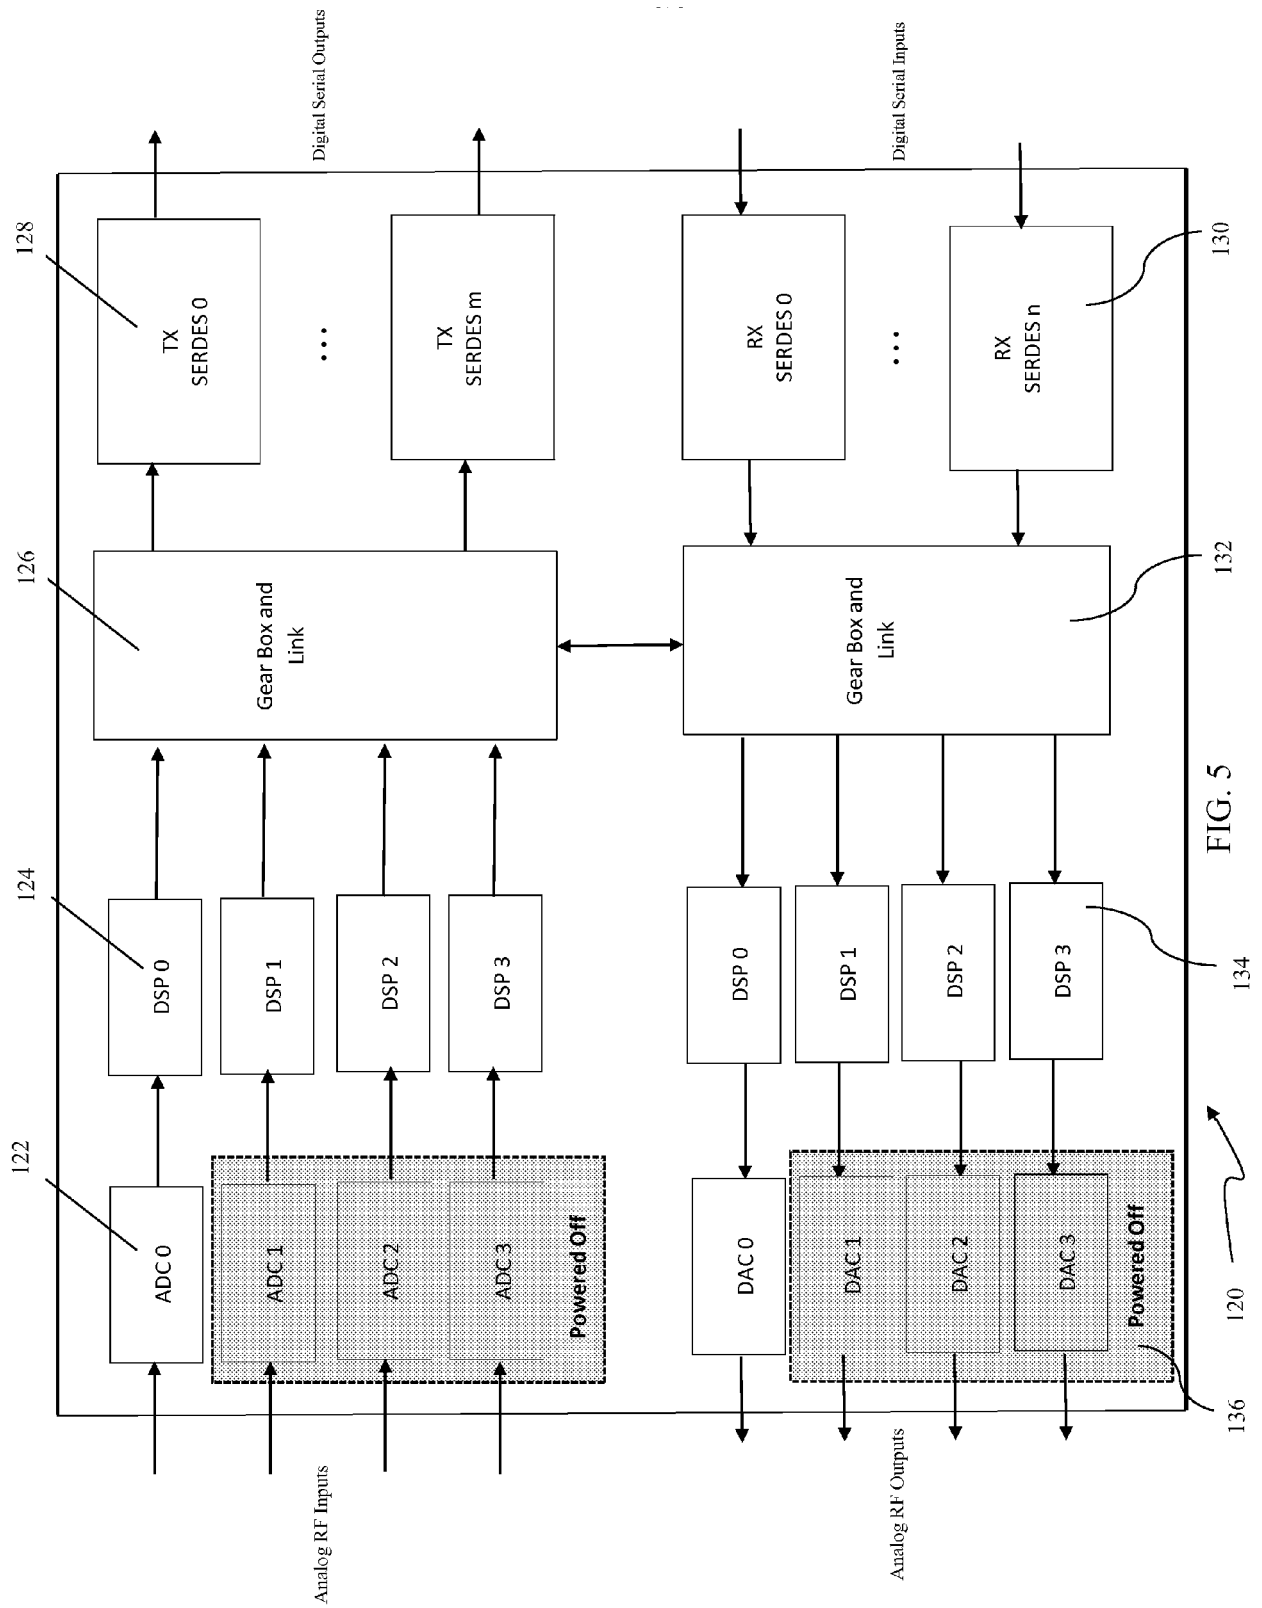 128
126
124
122
Digital Serial Outputs
TX
SERDES 0
...
TX
SERDES m
Gear Box and
Link
DSP 0
DSP 1
DSP 2
DSP 3
ADC 0
ADC 1
ADC 2
ADC 3
Powered Off
Analog RF Inputs
Digital Serial Inputs
RX
SERDES 0
...
RX
SERDES n
Gear Box and
Link
DSP 0
DSP 1
DSP 2
DSP 3
DAC 0
DAC 1
DAC 2
DAC 3
Powered Off
Analog RF Outputs
130
132
134
120
136
FIG. 5